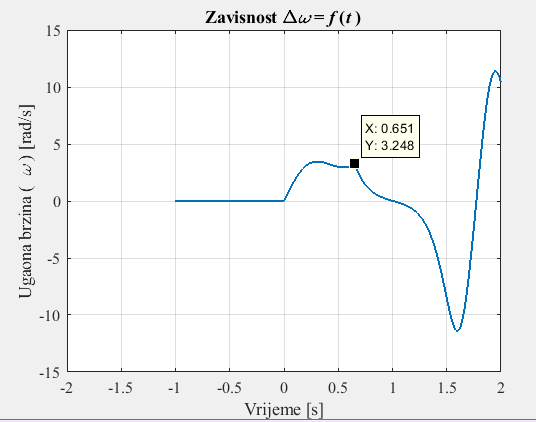 Zavisnost Δω=f(t)
Ugaona brzina ( ω) [rad/s]
15
10
5
0
-5
-10
-15
X: 0.651
Y: 3.248
-2 -1.5 -1 -0.5 0 0.5 1 1.5 2
Vrijeme [s]